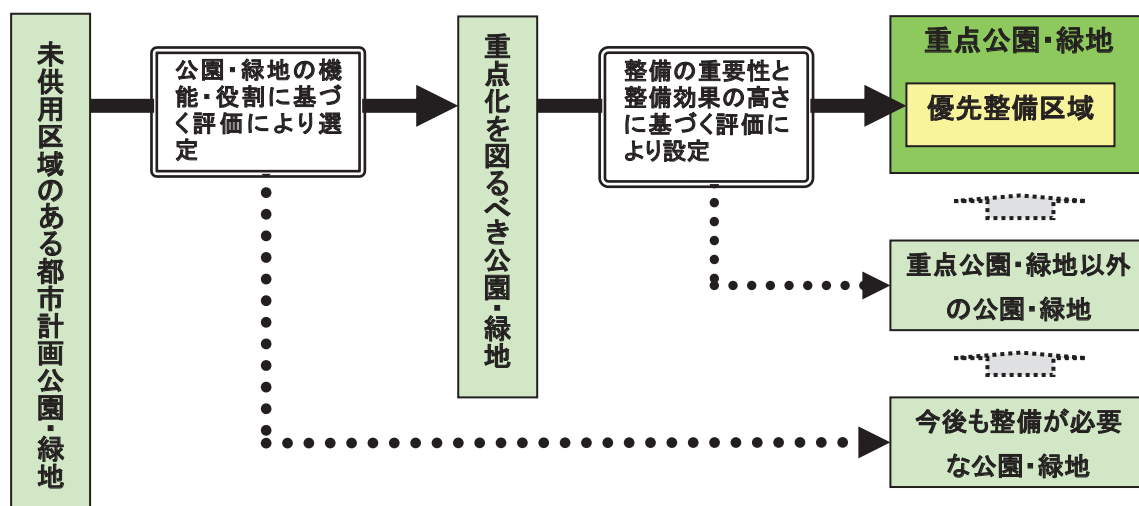 未供用区域のある都市計画公園・緑地
公園・緑地の機
能・役割に基づ
く評価により選
定
重点化を図るべき公園・緑地
整備の重要性と
整備効果の高さ
に基づく評価に
より設定
重点公園・緑地
優先整備区域
重点公園・緑地以外
の公園・緑地
今後も整備が必要
な公園・緑地